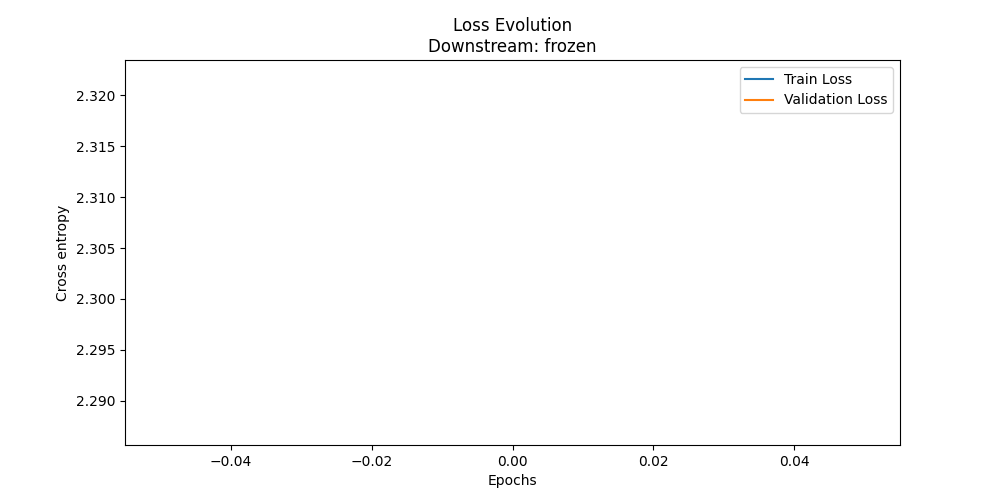 Loss Evolution
Downstream: frozen
Train Loss
Validation Loss
Cross entropy
2.320
2.315
2.310
2.305
2.300
2.295
2.290
−0.04 −0.02 0.00 0.02 0.04
Epochs